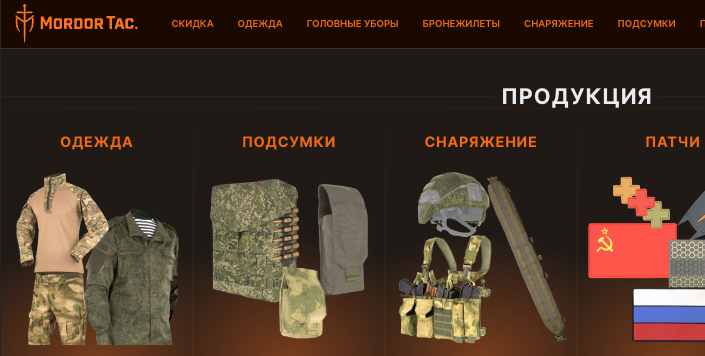 MORDOR TAC.
СКИДКА ОДЕЖДА ГОЛОВНЫЕ УБОРЫ БРОНЕЖИЛЕТЫ СНАРЯЖЕНИЕ ПОДСУМКИ
ПРОДУКЦИЯ
ОДЕЖДА ПОДСУМКИ СНАРЯЖЕНИЕ ПАТЧИ